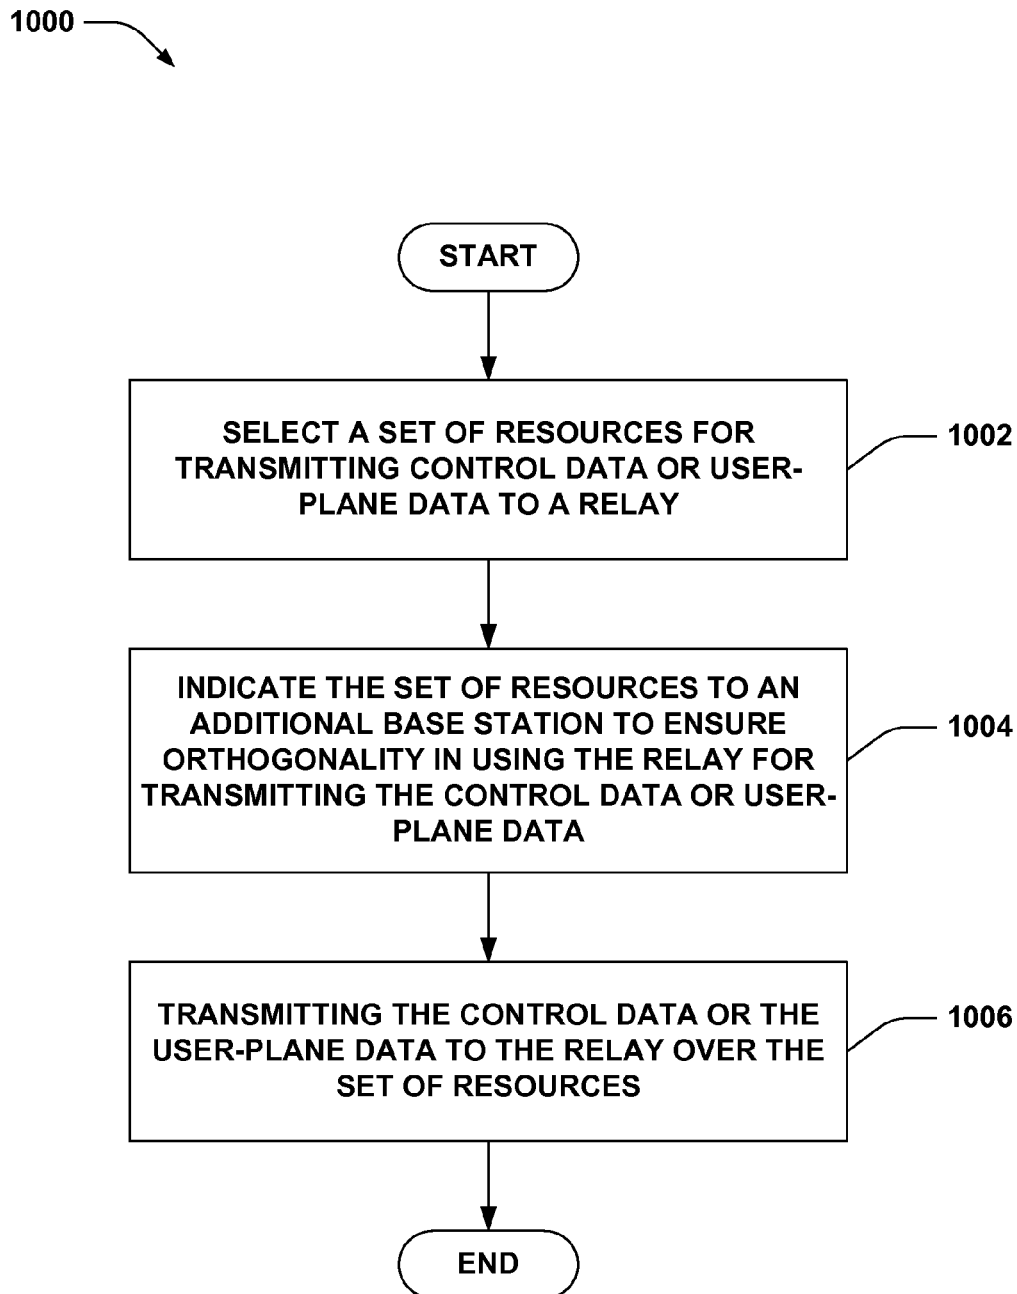 1000
START
SELECT A SET OF RESOURCES FOR
TRANSMITTING CONTROL DATA OR USER-
PLANE DATA TO A RELAY
1002
INDICATE THE SET OF RESOURCES TO AN
ADDITIONAL BASE STATION TO ENSURE
ORTHOGONALITY IN USING THE RELAY FOR
TRANSMITTING THE CONTROL DATA OR USER-
PLANE DATA
1004
TRANSMITTING THE CONTROL DATA OR THE
USER-PLANE DATA TO THE RELAY OVER THE
SET OF RESOURCES
1006
END